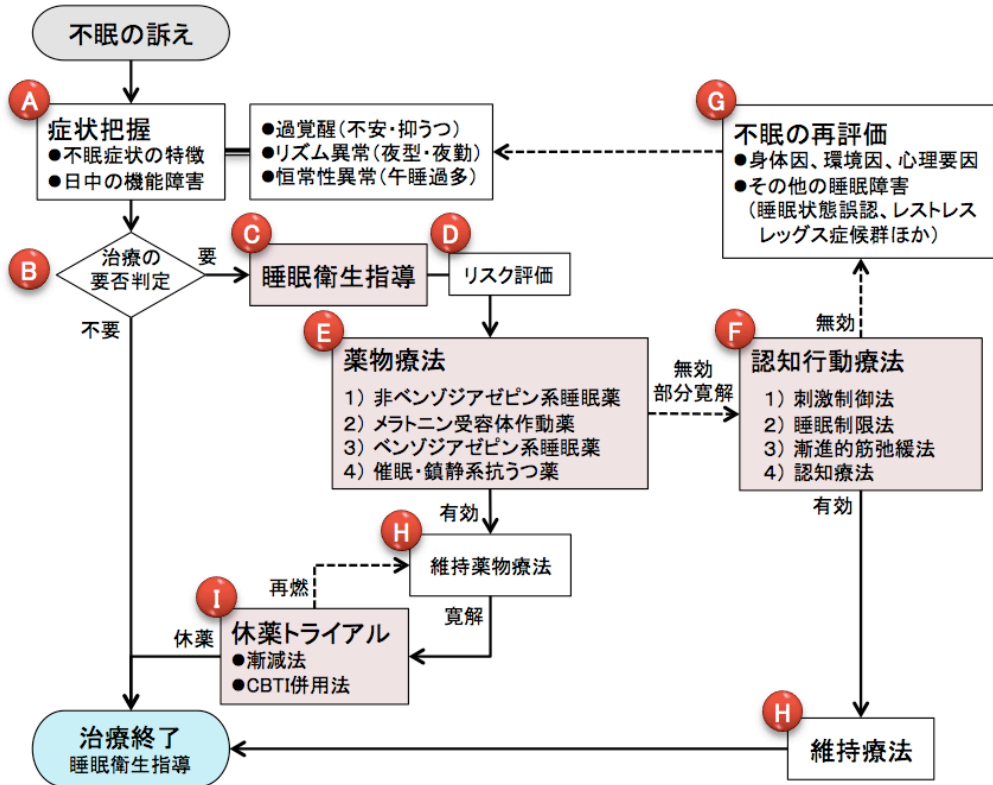 不眠の訴え
A
症状把握
●不眠症状の特徴
●日中の機能障害
●過覚醒(不安・抑うつ)
●リズム異常(夜型・夜勤)
●恒常性異常(午睡過多)
G
不眠の再評価
●身体因、環境因、心理要因
●その他の睡眠障害
(睡眠状態誤認、レストレス
レッグス症候群ほか)
B
治療の
要否判定
要
不要
C
睡眠衛生指導
D
リスク評価
E
薬物療法
1) 非ベンゾジアゼピン系睡眠薬
2) メラトニン受容体作動薬
3) ベンゾジアゼピン系睡眠薬
4) 催眠・鎮静系抗うつ薬
無効
部分寛解
無効
F
認知行動療法
1) 刺激制御法
2) 睡眠制限法
3) 漸進的筋弛緩法
4) 認知療法
有効
有効
H
維持薬物療法
再燃
寛解
I
休薬トライアル
●漸減法
●CBTI併用法
休薬
治療終了
睡眠衛生指導
H
維持療法